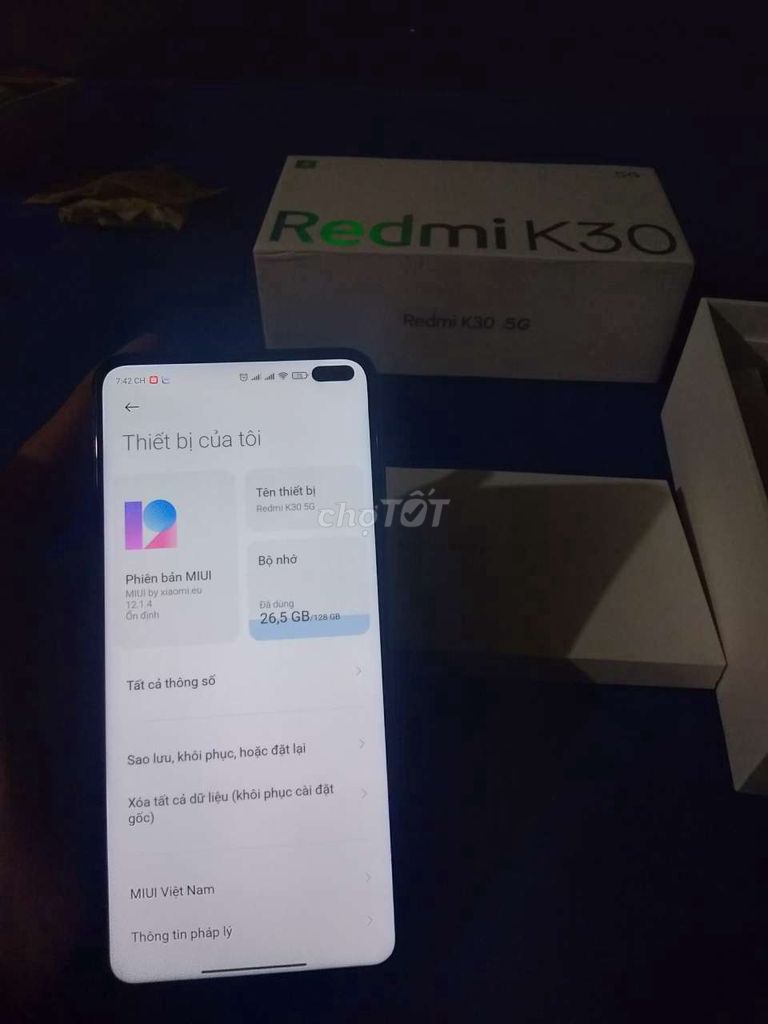 5G
Redmi K30
Redmi K30 5G
7:42 CH
←
Thiết bị của tôi
12
Tên thiết bị
Redmi K30 5G
chợTỐT
Phiên bản MIUI
MIUI by xiaomi.eu
12.1.4
Ổn định
Bộ nhớ
Đã dùng
26,5 GB/128 GB
Tất cả thông số
Sao lưu, khôi phục, hoặc đặt lại
Xóa tất cả dữ liệu (khôi phục cài đặt
gốc)
MIUI Việt Nam
Thông tin pháp lý